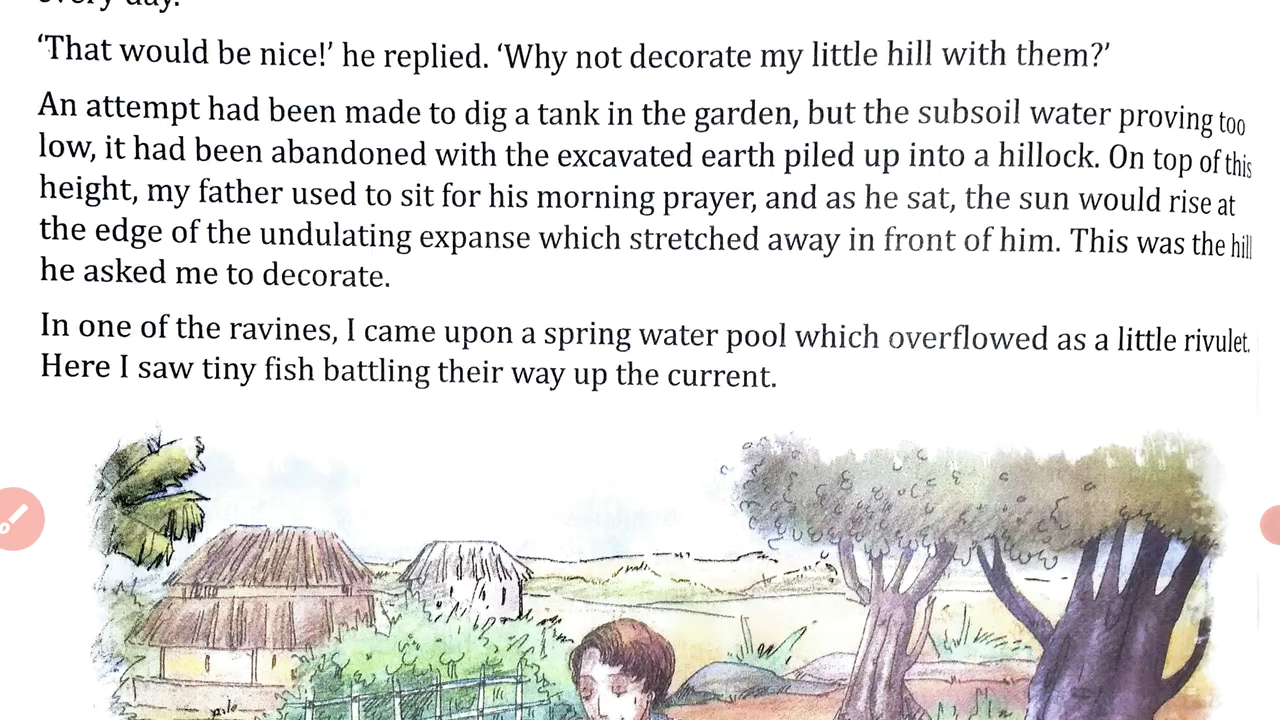 every day.
‘That would be nice!’ he replied. ‘Why not decorate my little hill with them?’
An attempt had been made to dig a tank in the garden, but the subsoil water proving too
low, it had been abandoned with the excavated earth piled up into a hillock. On top of this
height, my father used to sit for his morning prayer, and as he sat, the sun would rise at
the edge of the undulating expanse which stretched away in front of him. This was the hill
he asked me to decorate.
In one of the ravines, I came upon a spring water pool which overflowed as a little rivulet.
Here I saw tiny fish battling their way up the current.